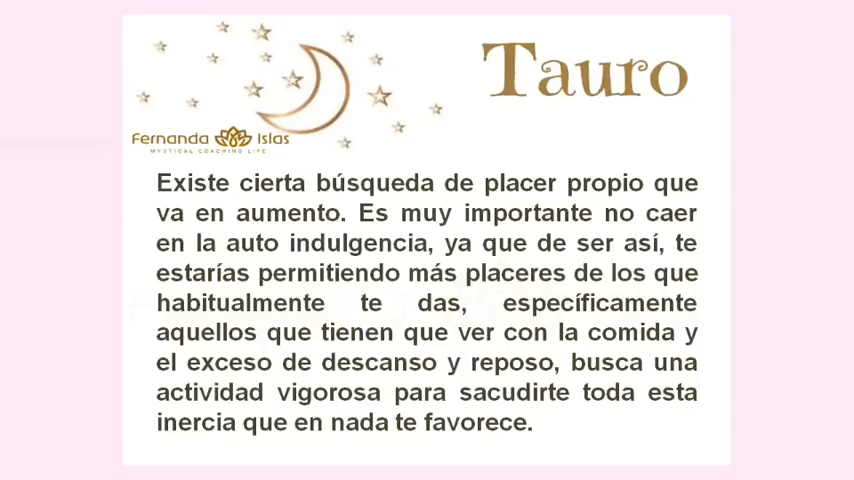 Tauro
Fernanda Islas
MYSTICAL COACHING LIFE
Existe cierta búsqueda de placer propio que
va en aumento. Es muy importante no caer
en la auto indulgencia, ya que de ser así, te
estarías permitiendo más placeres de los que
habitualmente te das, específicamente
aquellos que tienen que ver con la comida y
el exceso de descanso y reposo, busca una
actividad vigorosa para sacudirte toda esta
inercia que en nada te favorece.